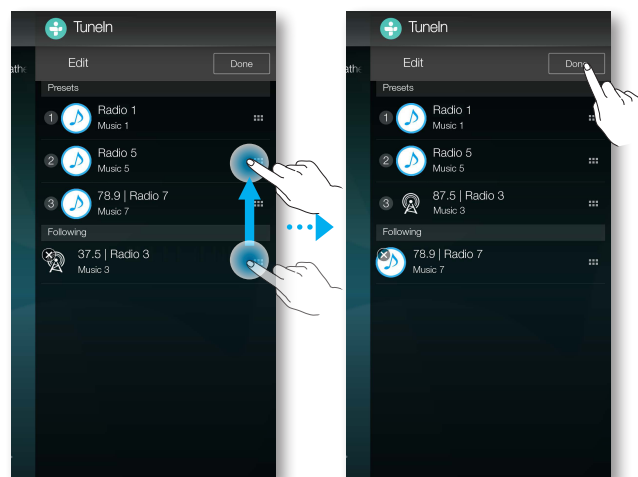 TuneIn
Edit Done
Presets
1 Radio 1
Music 1
2 Radio 5
Music 5
3 78.9 | Radio 7
Music 7
Following
37.5 | Radio 3
Music 3
TuneIn
Edit
Presets
1 Radio 1
Music 1
2 Radio 5
Music 5
3 87.5 | Radio 3
Music 3
Following
78.9 | Radio 7
Music 7